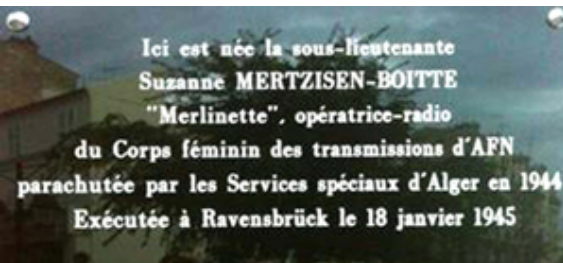 Ici est née la sous-lieutenante
Suzanne MERTZISEN-BOITTE
"Merlinette", opératrice-radio
du Corps féminin des transmissions d'AFN
parachutée par les Services spéciaux d'Alger en 1944
Exécutée à Ravensbrück le 18 janvier 1945